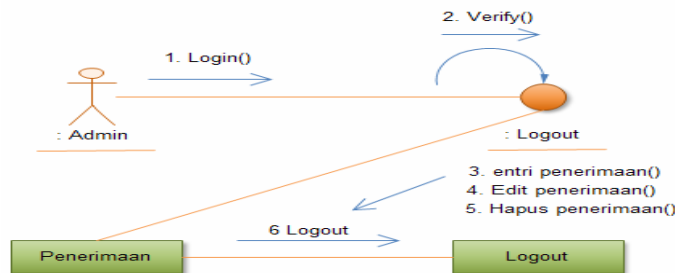 2. Verify()
1. Login()
: Admin
: Logout
3. entri penerimaan()
4. Edit penerimaan()
5. Hapus penerimaan()
6 Logout
Penerimaan
Logout